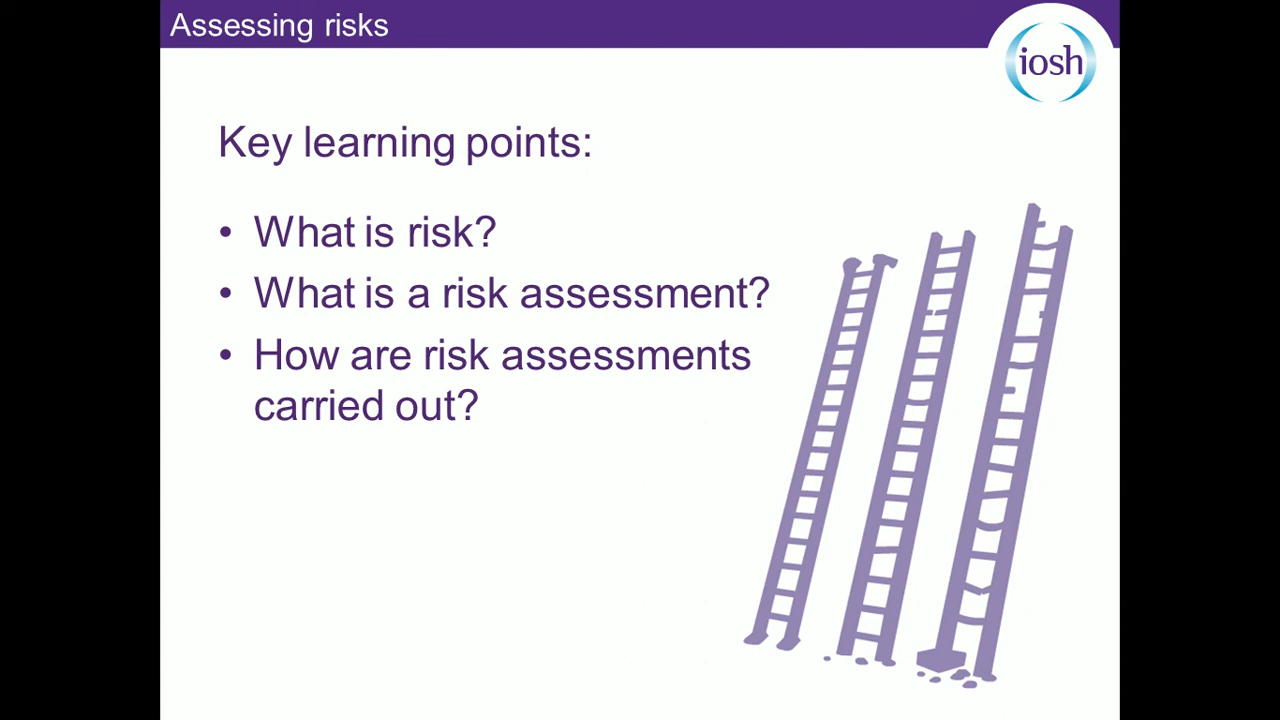 Assessing risks
iosh
Key learning points:
• What is risk?
• What is a risk assessment?
• How are risk assessments
carried out?